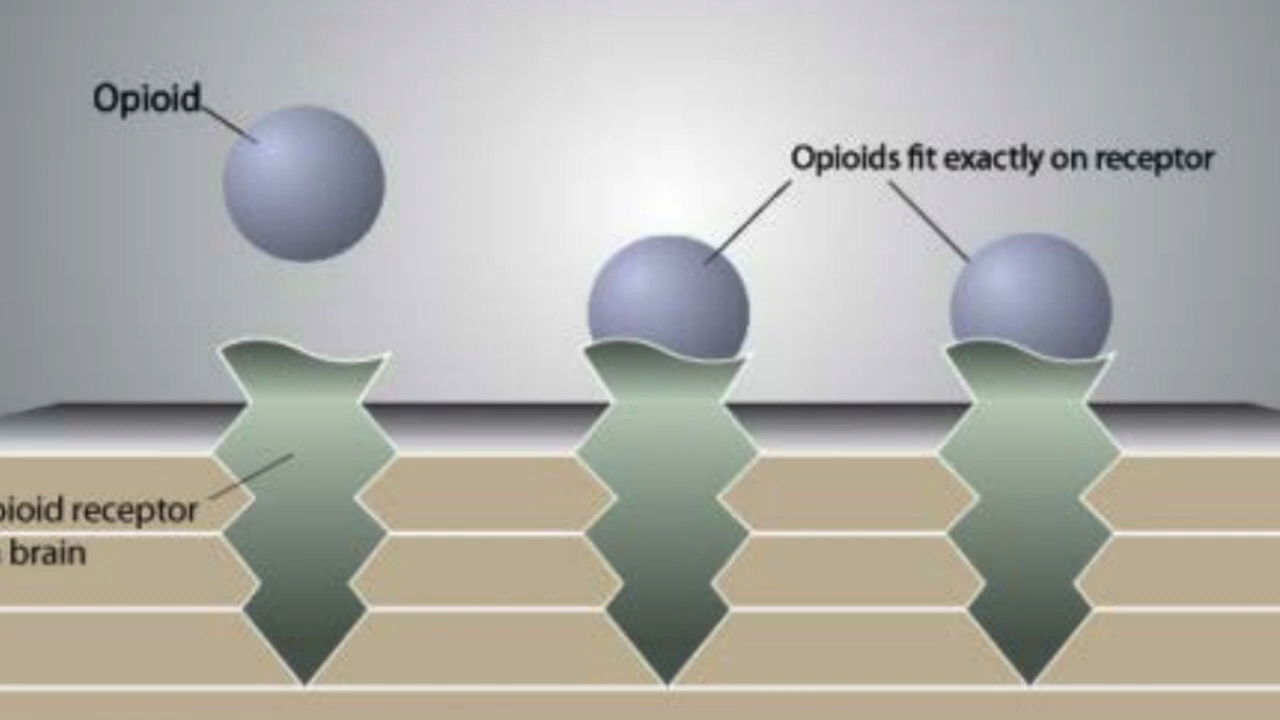 Opioid
Opioids fit exactly on receptor
pioid receptor
brain